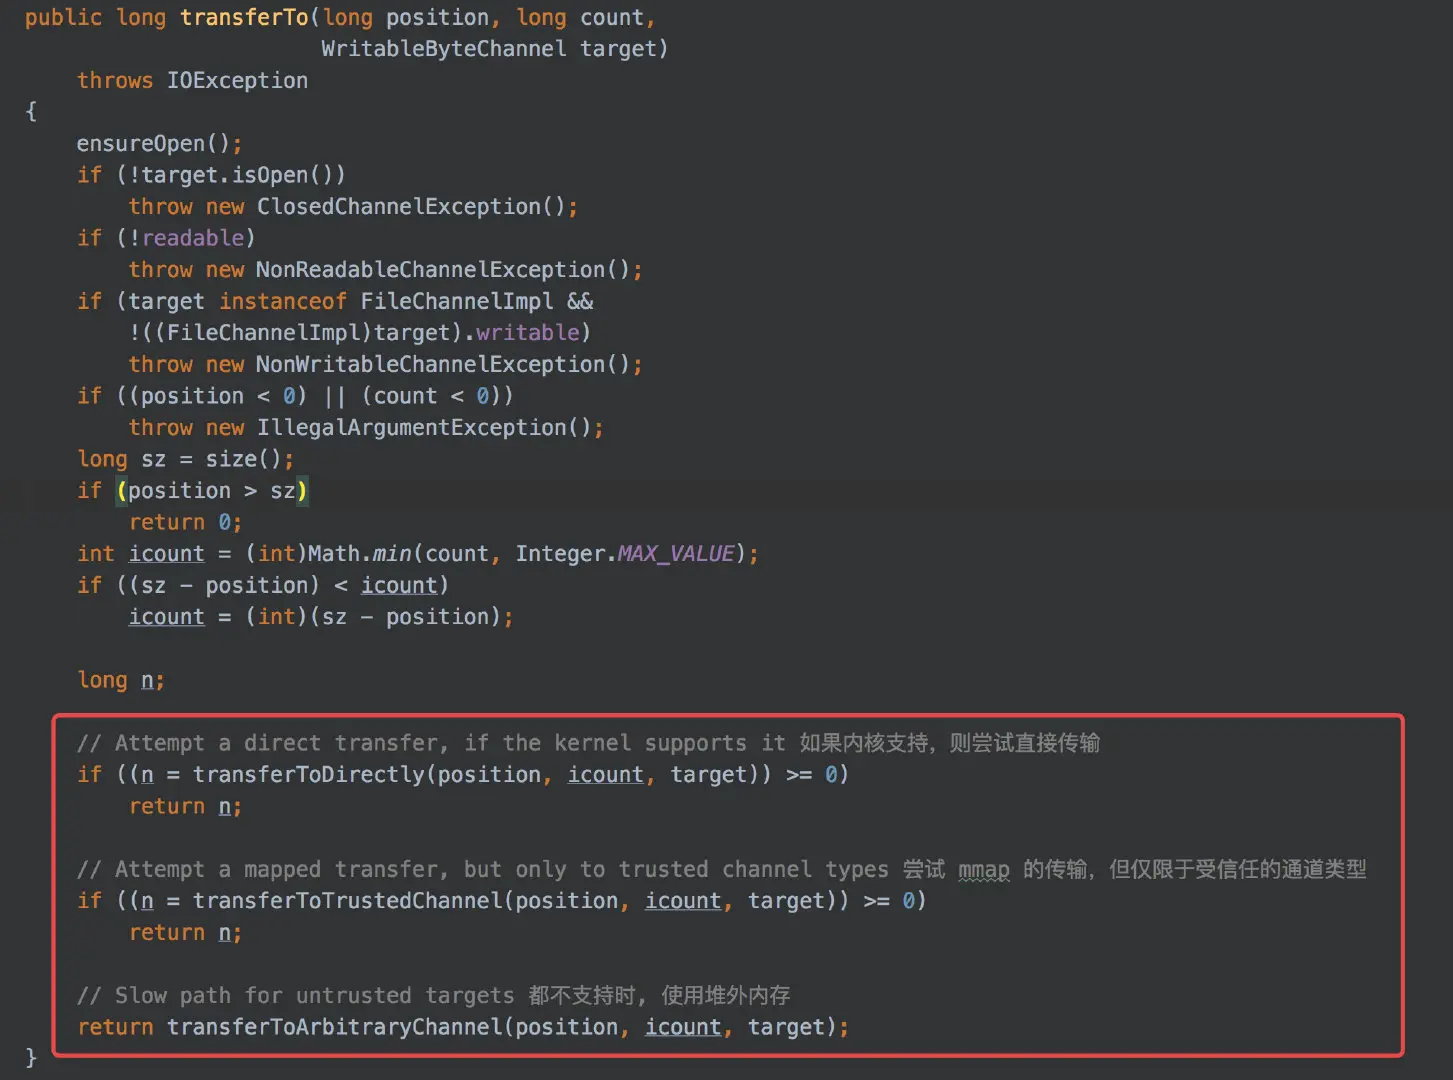 public long transferTo(long position, long count,
                       WritableByteChannel target)
    throws IOException
{
    ensureOpen();
    if (!target.isOpen())
        throw new ClosedChannelException();
    if (!readable)
        throw new NonReadableChannelException();
    if (target instanceof FileChannelImpl &&
        !((FileChannelImpl)target).writable)
        throw new NonWritableChannelException();
    if ((position < 0) || (count < 0))
        throw new IllegalArgumentException();
    long sz = size();
    if (position > sz)
        return 0;
    int icount = (int)Math.min(count, Integer.MAX_VALUE);
    if ((sz - position) < icount)
        icount = (int)(sz - position);

    long n;

    // Attempt a direct transfer, if the kernel supports it 如果内核支持，则尝试直接传输
    if ((n = transferToDirectly(position, icount, target)) >= 0)
        return n;

    // Attempt a mapped transfer, but only to trusted channel types 尝试 mmap 的传输，但仅限于受信任的通道类型
    if ((n = transferToTrustedChannel(position, icount, target)) >= 0)
        return n;

    // Slow path for untrusted targets 都不支持时，使用堆外内存
    return transferToArbitraryChannel(position, icount, target);
}